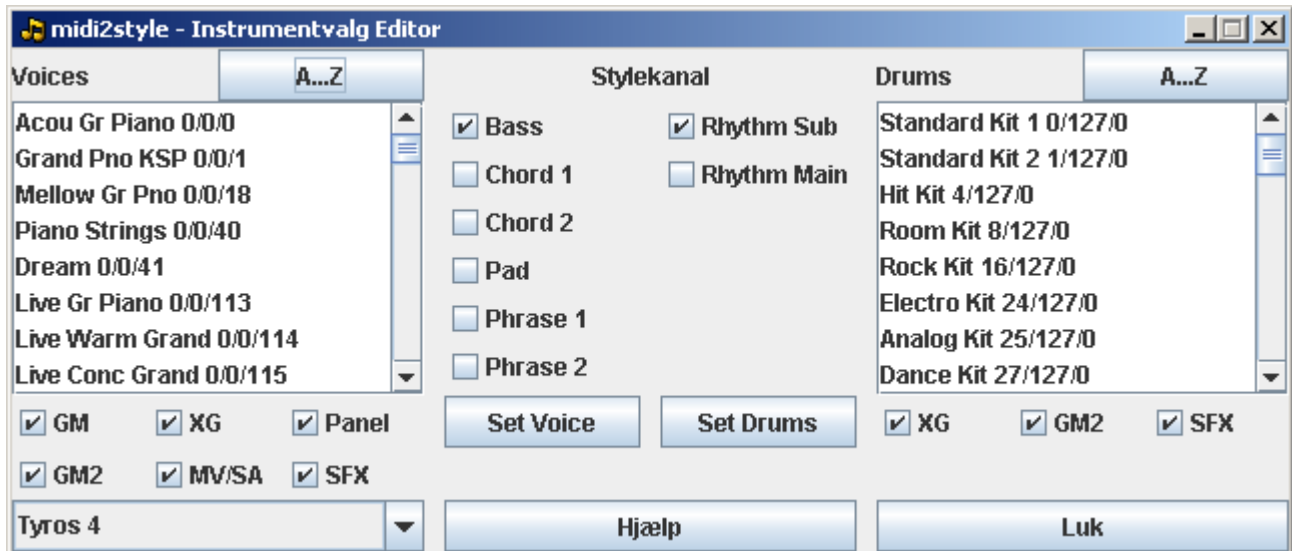 midi2style - Instrumentvalg Editor
Voices
A...Z
Acou Gr Piano 0/0/0
Grand Pno KSP 0/0/1
Mellow Gr Pno 0/0/18
Piano Strings 0/0/40
Dream 0/0/41
Live Gr Piano 0/0/113
Live Warm Grand 0/0/114
Live Conc Grand 0/0/115
GM XG Panel
GM2 MV/SA SFX
Tyros 4
Stylekanal
Bass Rhythm Sub
Chord 1 Rhythm Main
Chord 2
Pad
Phrase 1
Phrase 2
Set Voice Set Drums
Hjælp
Drums
A...Z
Standard Kit 1 0/127/0
Standard Kit 2 1/127/0
Hit Kit 4/127/0
Room Kit 8/127/0
Rock Kit 16/127/0
Electro Kit 24/127/0
Analog Kit 25/127/0
Dance Kit 27/127/0
XG GM2 SFX
Luk